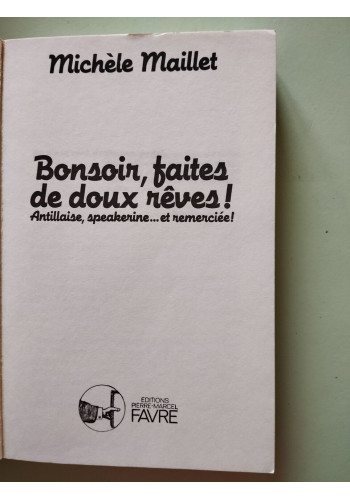 Michèle Maillet
Bonsoir, faites
de doux rêves!
Antillaise, speakerine... et remerciée!
ÉDITIONS
PIERRE-MARCEL
FAVRE